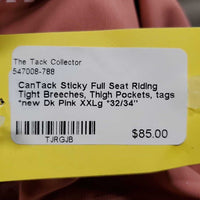 The Tack Collector
547008-788
CanTack Sticky Full Seat Riding
Tight Breeches, Thigh Pockets, tags
*new Dk Pink XXLg *32/34"
$85.00
TJRGJB